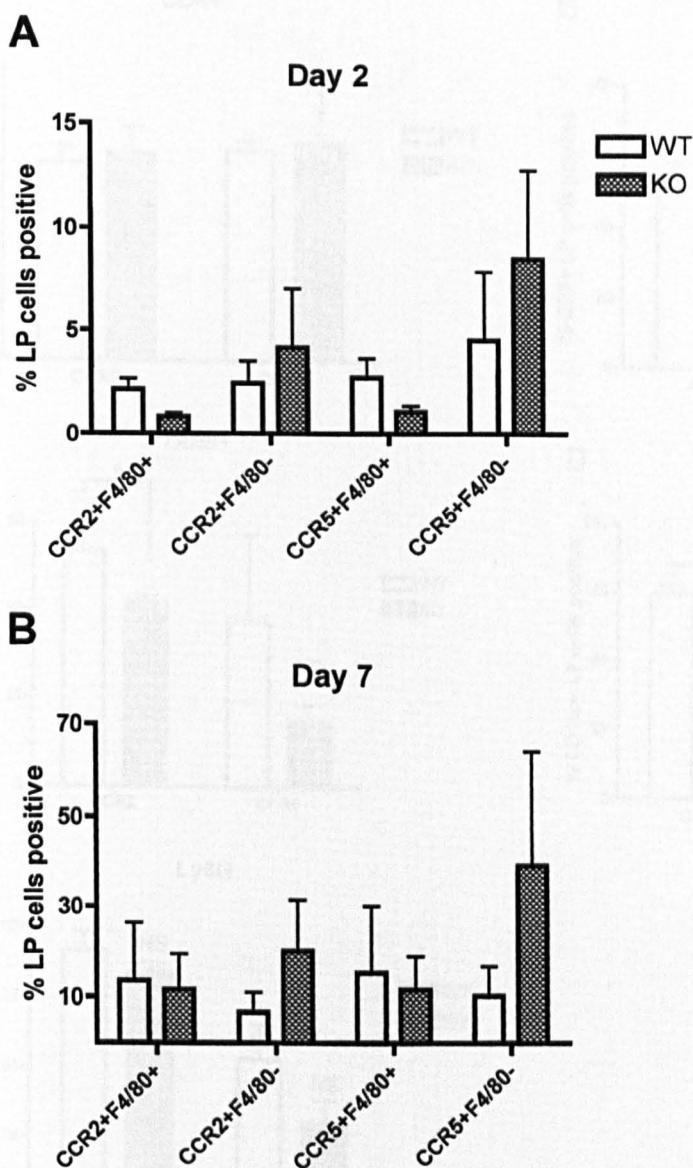 A
Day 2
15
10
5
0
% LP cells positive
WT
KO
CCR2+F4/80+
CCR2+F4/80-
CCR5+F4/80+
CCR5+F4/80-
B
Day 7
70
50
30
10
% LP cells positive
CCR2+F4/80+
CCR2+F4/80-
CCR5+F4/80+
CCR5+F4/80-